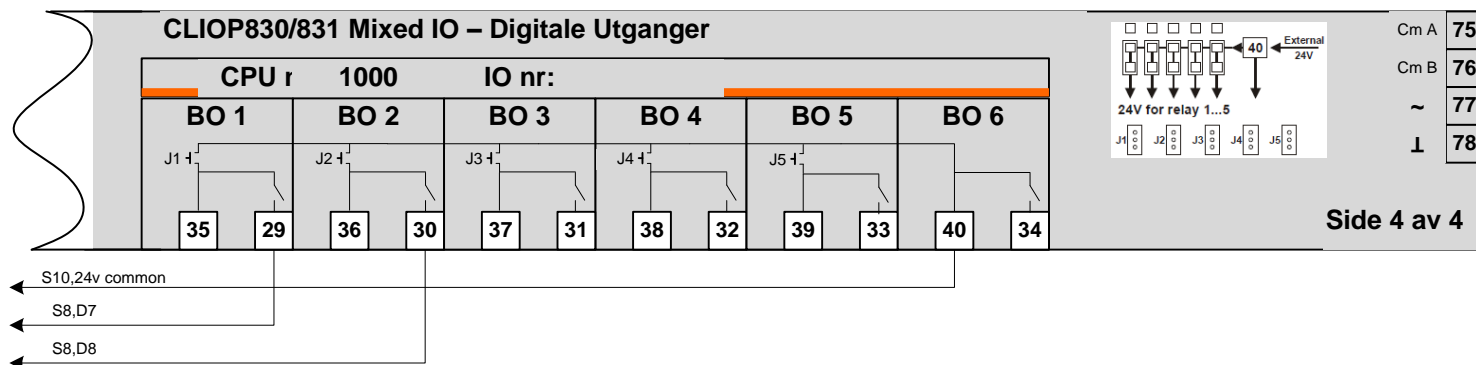 CLIOP830/831 Mixed IO – Digitale Utganger
CPU r 1000 IO nr:
BO 1 BO 2 BO 3 BO 4 BO 5 BO 6
J1 J2 J3 J4 J5
35 29 36 30 37 31 38 32 39 33 40 34
S10,24v common
S8,D7
S8,D8
40 External
24V
24V for relay 1...5
J1 J2 J3 J4 J5
Cm A 75
Cm B 76
~ 77
⊥ 78
Side 4 av 4